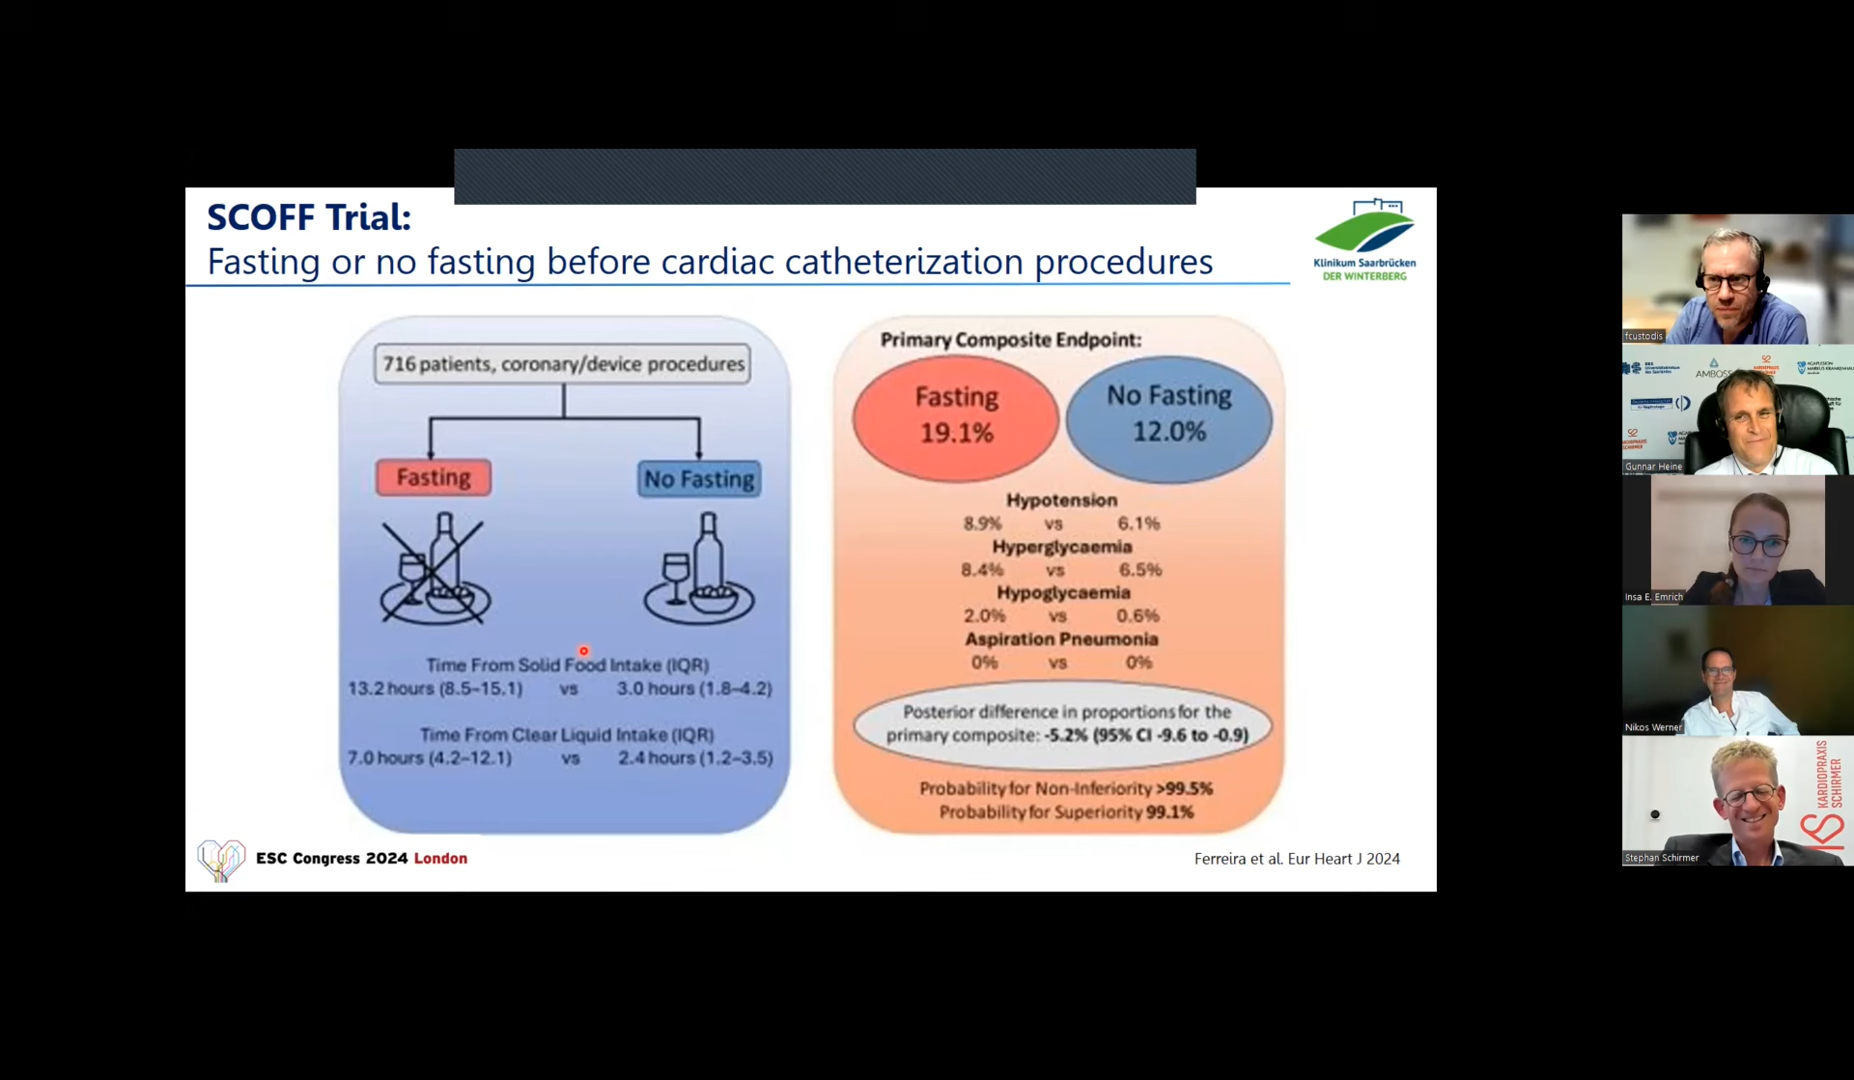 SCOFF Trial:
Fasting or no fasting before cardiac catheterization procedures
Klinikum Saarbrücken
DER WINTERBERG
716 patients, coronary/device procedures
Fasting
No Fasting
Time From Solid Food Intake (IQR)
13.2 hours (8.5–15.1) vs 3.0 hours (1.8–4.2)
Time From Clear Liquid Intake (IQR)
7.0 hours (4.2–12.1) vs 2.4 hours (1.2–3.5)
Primary Composite Endpoint:
Fasting
19.1%
No Fasting
12.0%
Hypotension
8.9% vs 6.1%
Hyperglycaemia
8.4% vs 6.5%
Hypoglycaemia
2.0% vs 0.6%
Aspiration Pneumonia
0% vs 0%
Posterior difference in proportions for the
primary composite: -5.2% (95% CI -9.6 to -0.9)
Probability for Non-Inferiority >99.5%
Probability for Superiority 99.1%
ESC Congress 2024 London
Ferreira et al. Eur Heart J 2024
fcustodis
AMBOSS
Gunnar Heine
Insa E. Emrich
Nikos Werner
KARDIOPRAXIS
SCHIRMER
Stephan Schirmer